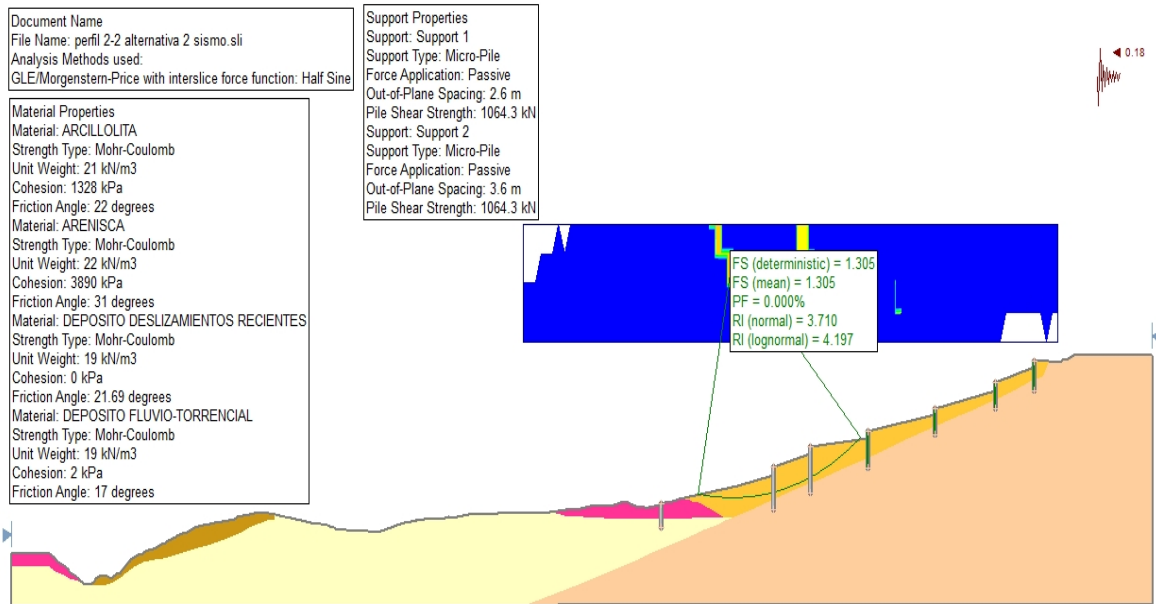 Document Name
File Name: perfil 2-2 alternativa 2 sismo.sli
Analysis Methods used:
GLE/Morgenstern-Price with interslice force function: Half Sine
Material Properties
Material: ARCILLOLITA
Strength Type: Mohr-Coulomb
Unit Weight: 21 kN/m3
Cohesion: 1328 kPa
Friction Angle: 22 degrees
Material: ARENISCA
Strength Type: Mohr-Coulomb
Unit Weight: 22 kN/m3
Cohesion: 3890 kPa
Friction Angle: 31 degrees
Material: DEPOSITO DESLIZAMIENTOS RECIENTES
Strength Type: Mohr-Coulomb
Unit Weight: 19 kN/m3
Cohesion: 0 kPa
Friction Angle: 21.69 degrees
Material: DEPOSITO FLUVIO-TORRENCIAL
Strength Type: Mohr-Coulomb
Unit Weight: 19 kN/m3
Cohesion: 2 kPa
Friction Angle: 17 degrees
Support Properties
Support: Support 1
Support Type: Micro-Pile
Force Application: Passive
Out-of-Plane Spacing: 2.6 m
Pile Shear Strength: 1064.3 kN
Support: Support 2
Support Type: Micro-Pile
Force Application: Passive
Out-of-Plane Spacing: 3.6 m
Pile Shear Strength: 1064.3 kN
0.18
FS (deterministic) = 1.305
FS (mean) = 1.305
PF = 0.000%
RI (normal) = 3.710
RI (lognormal) = 4.197